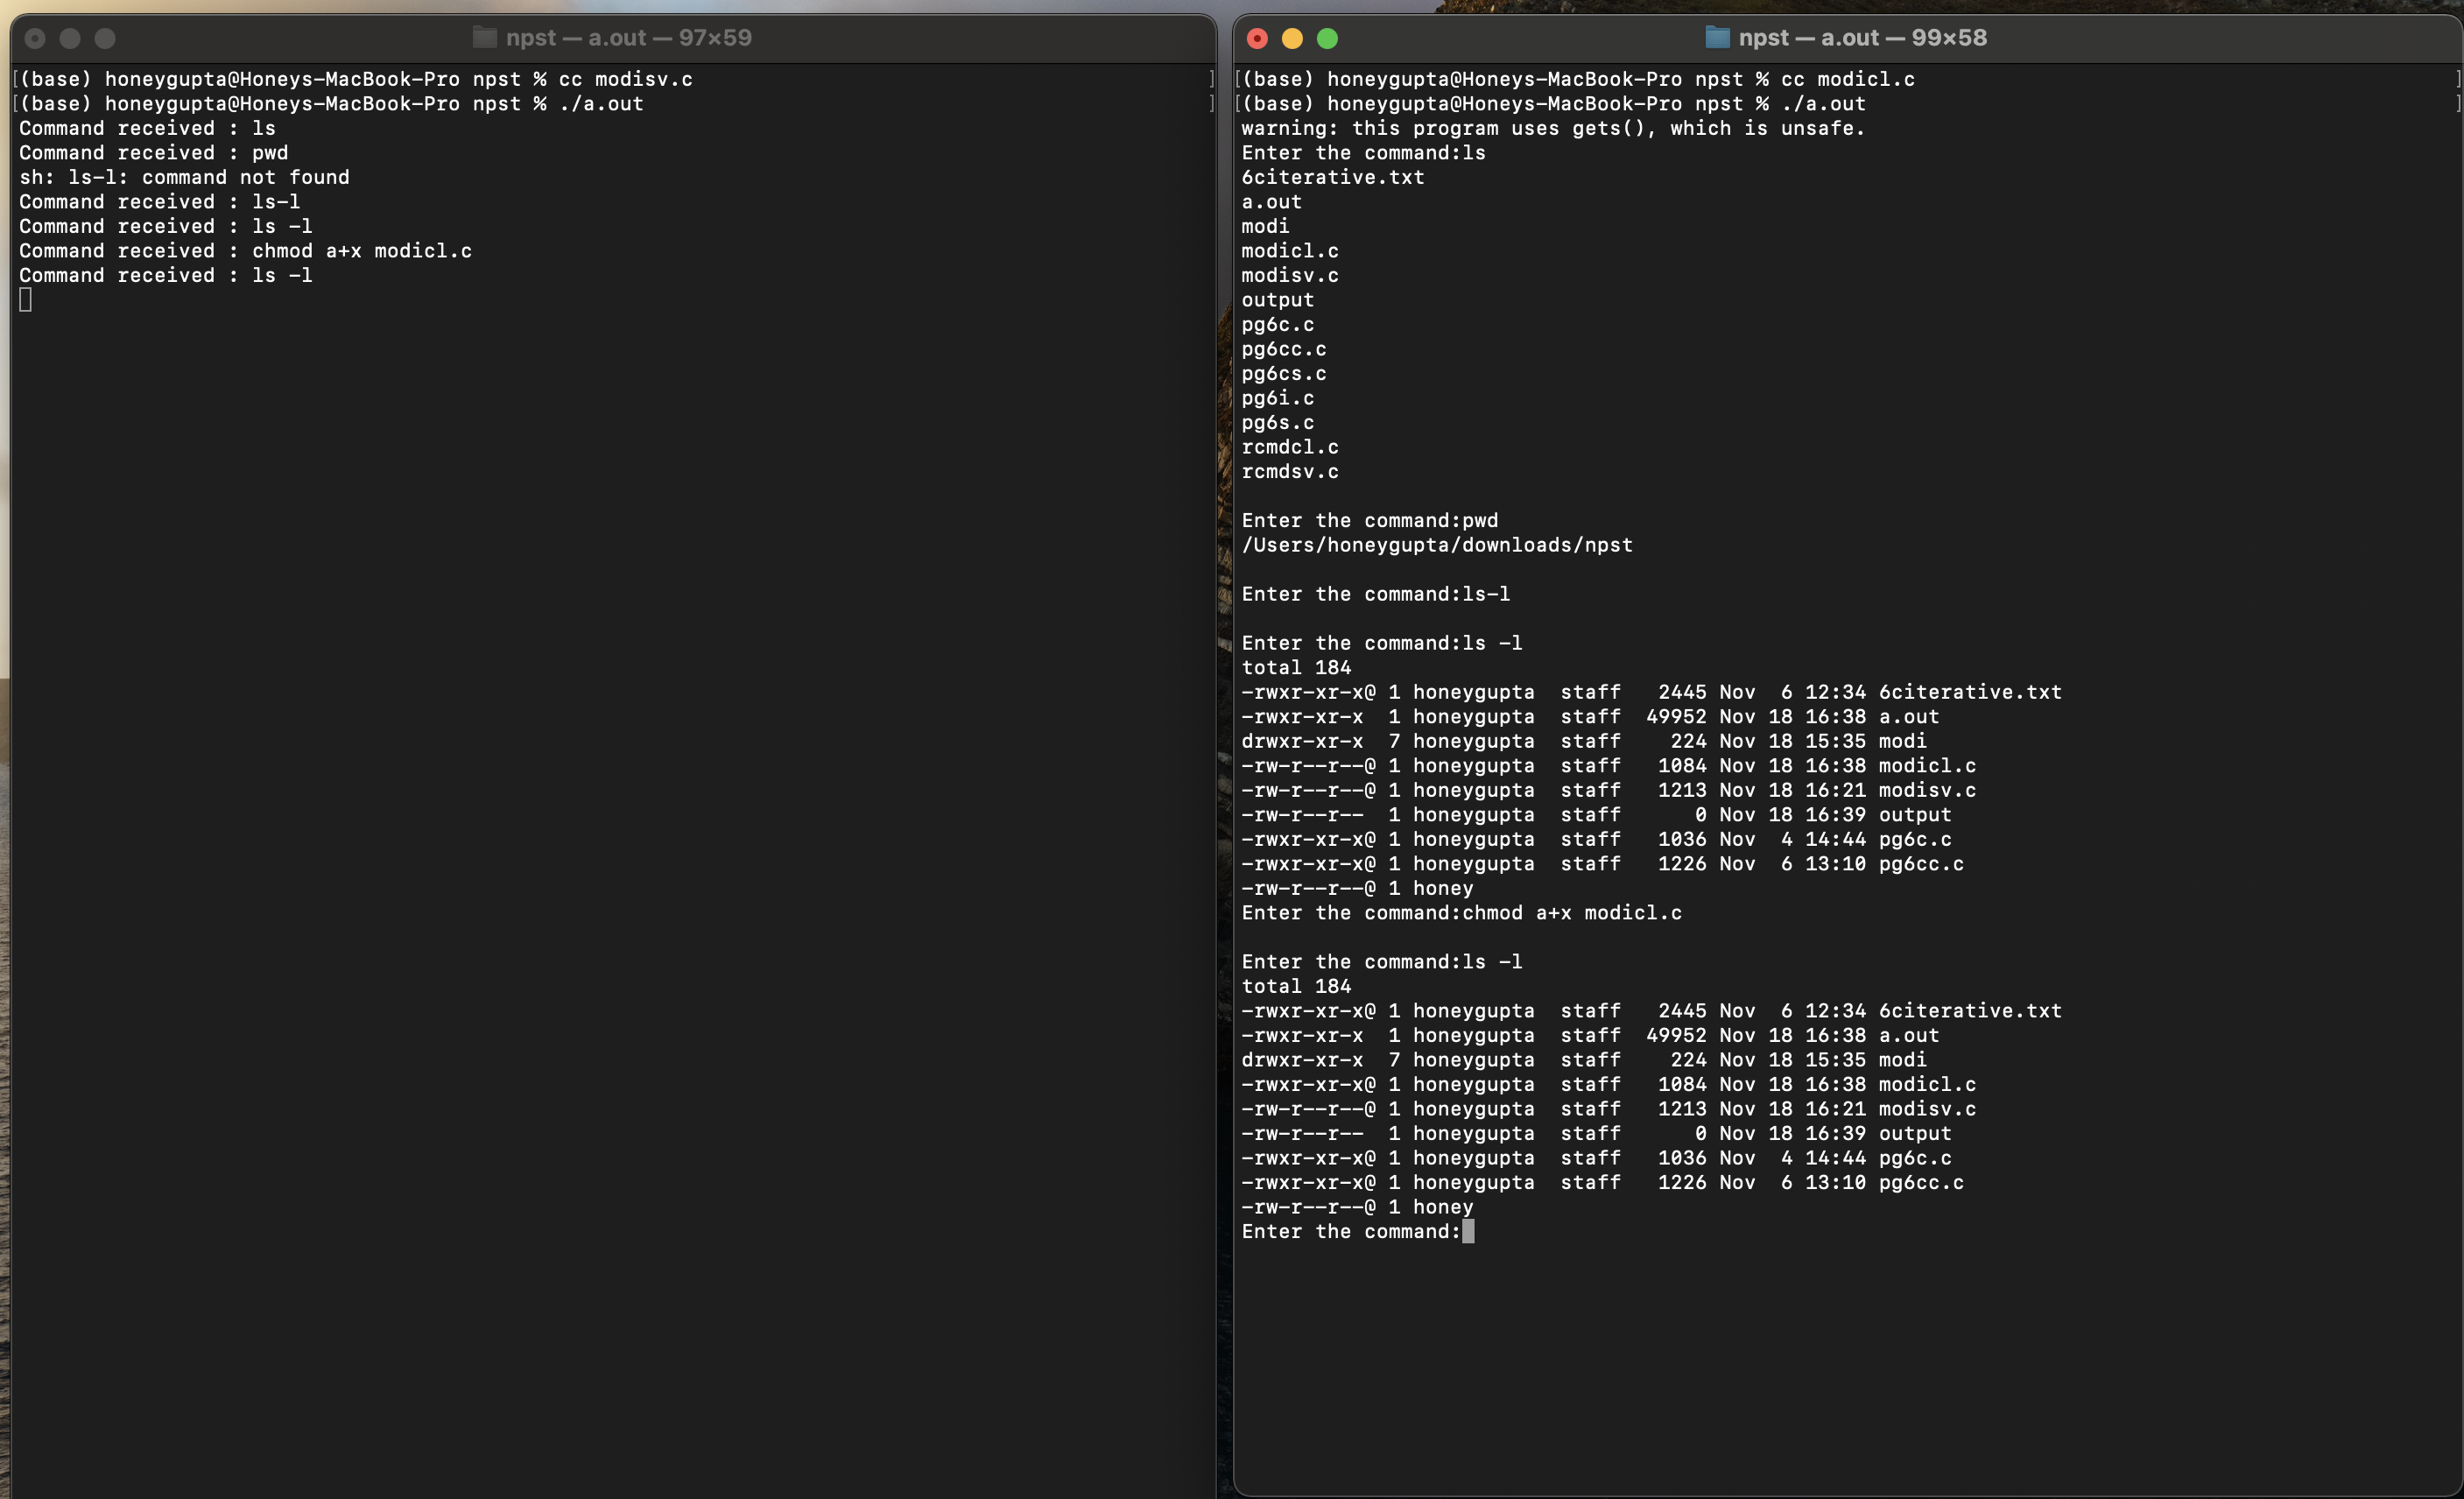 npst — a.out — 97×59
(base) honeygupta@Honeys-MacBook-Pro npst % cc modisv.c
(base) honeygupta@Honeys-MacBook-Pro npst % ./a.out
Command received : ls
Command received : pwd
sh: ls-l: command not found
Command received : ls-l
Command received : ls -l
Command received : chmod a+x modicl.c
Command received : ls -l
npst — a.out — 99×58
(base) honeygupta@Honeys-MacBook-Pro npst % cc modicl.c
(base) honeygupta@Honeys-MacBook-Pro npst % ./a.out
warning: this program uses gets(), which is unsafe.
Enter the command:ls
6citerative.txt
a.out
modi
modicl.c
modisv.c
output
pg6c.c
pg6cc.c
pg6cs.c
pg6i.c
pg6s.c
rcmdcl.c
rcmdsv.c
Enter the command:pwd
/Users/honeygupta/downloads/npst
Enter the command:ls-l
Enter the command:ls -l
total 184
-rwxr-xr-x@ 1 honeygupta  staff   2445 Nov  6 12:34 6citerative.txt
-rwxr-xr-x  1 honeygupta  staff  49952 Nov 18 16:38 a.out
drwxr-xr-x  7 honeygupta  staff    224 Nov 18 15:35 modi
-rw-r--r--@ 1 honeygupta  staff   1084 Nov 18 16:38 modicl.c
-rw-r--r--@ 1 honeygupta  staff   1213 Nov 18 16:21 modisv.c
-rw-r--r--  1 honeygupta  staff      0 Nov 18 16:39 output
-rwxr-xr-x@ 1 honeygupta  staff   1036 Nov  4 14:44 pg6c.c
-rwxr-xr-x@ 1 honeygupta  staff   1226 Nov  6 13:10 pg6cc.c
-rw-r--r--@ 1 honey
Enter the command:chmod a+x modicl.c
Enter the command:ls -l
total 184
-rwxr-xr-x@ 1 honeygupta  staff   2445 Nov  6 12:34 6citerative.txt
-rwxr-xr-x  1 honeygupta  staff  49952 Nov 18 16:38 a.out
drwxr-xr-x  7 honeygupta  staff    224 Nov 18 15:35 modi
-rwxr-xr-x@ 1 honeygupta  staff   1084 Nov 18 16:38 modicl.c
-rw-r--r--@ 1 honeygupta  staff   1213 Nov 18 16:21 modisv.c
-rw-r--r--  1 honeygupta  staff      0 Nov 18 16:39 output
-rwxr-xr-x@ 1 honeygupta  staff   1036 Nov  4 14:44 pg6c.c
-rwxr-xr-x@ 1 honeygupta  staff   1226 Nov  6 13:10 pg6cc.c
-rw-r--r--@ 1 honey
Enter the command: